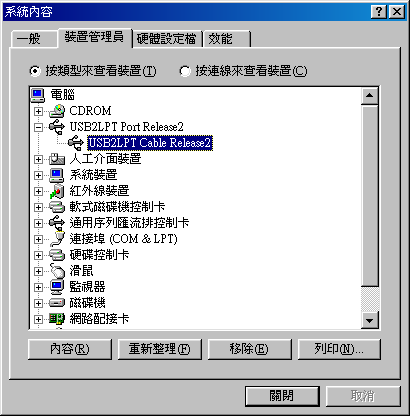 系統內容
一般 裝置管理員 硬體設定檔 效能
按類型來查看裝置(T) 按連線來查看裝置(C)
電腦
CDROM
USB2LPT Port Release2
USB2LPT Cable Release2
人工介面裝置
系統裝置
紅外線裝置
軟式磁碟機控制卡
通用序列匯流排控制卡
連接埠 (COM & LPT)
硬碟控制卡
滑鼠
監視器
磁碟機
網路配接卡
內容(R) 重新整理(F) 移除(E) 列印(N)...
關閉 取消